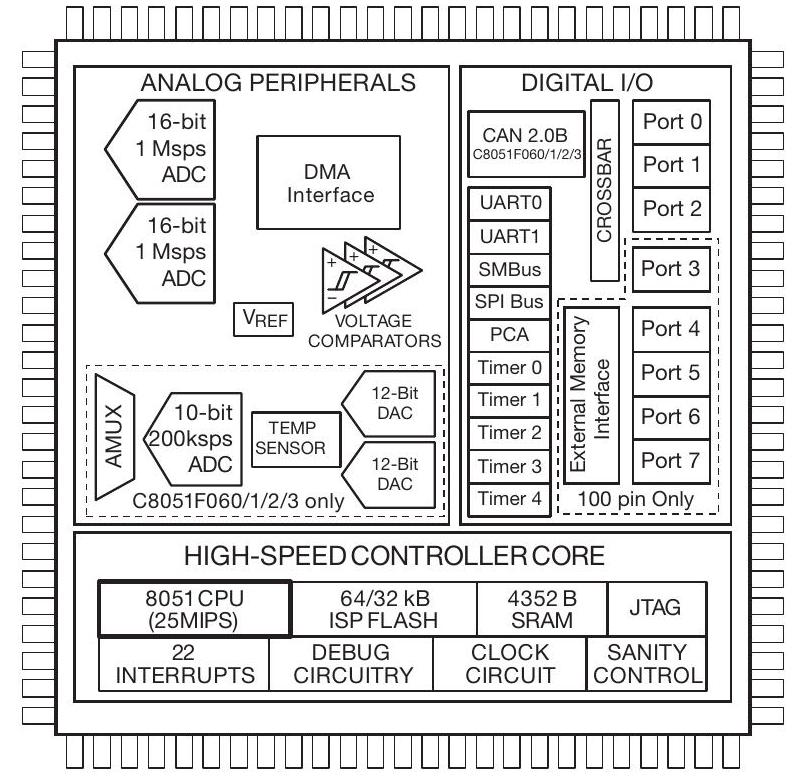 ANALOG PERIPHERALS
16-bit
1 Msps
ADC
16-bit
1 Msps
ADC
DMA
Interface
+
−
+
+
VREF
VOLTAGE
COMPARATORS
AMUX
10-bit
200ksps
ADC
TEMP
SENSOR
12-Bit
DAC
12-Bit
DAC
C8051F060/1/2/3 only
DIGITAL I/O
CAN 2.0B
C8051F060/1/2/3
UART0
UART1
SMBus
SPI Bus
PCA
Timer 0
Timer 1
Timer 2
Timer 3
Timer 4
CROSSBAR
Port 0
Port 1
Port 2
Port 3
External Memory
Interface
Port 4
Port 5
Port 6
Port 7
100 pin Only
HIGH-SPEED CONTROLLER CORE
8051 CPU
(25MIPS)
64/32 kB
ISP FLASH
4352 B
SRAM
JTAG
22
INTERRUPTS
DEBUG
CIRCUITRY
CLOCK
CIRCUIT
SANITY
CONTROL